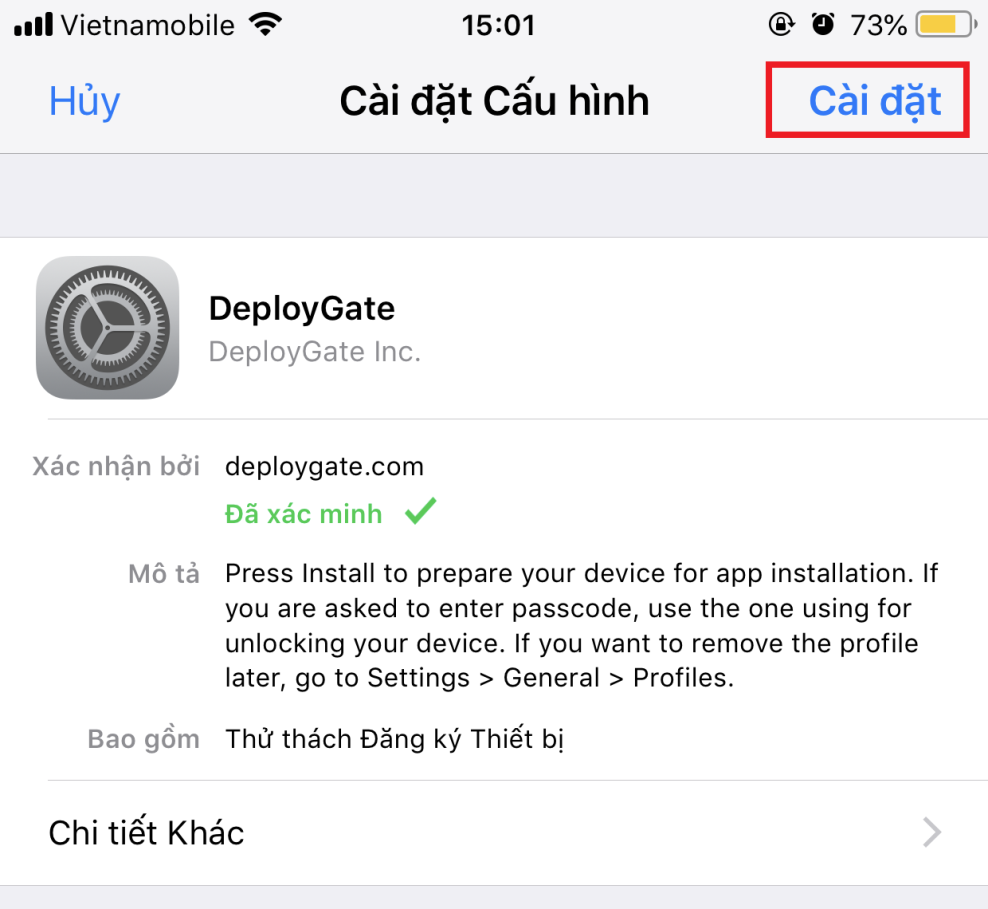 Vietnamobile 15:01 73%
Hủy Cài đặt Cấu hình Cài đặt
DeployGate
DeployGate Inc.
Xác nhận bởi deploygate.com
Đã xác minh
Mô tả Press Install to prepare your device for app installation. If
you are asked to enter passcode, use the one using for
unlocking your device. If you want to remove the profile
later, go to Settings > General > Profiles.
Bao gồm Thử thách Đăng ký Thiết bị
Chi tiết Khác